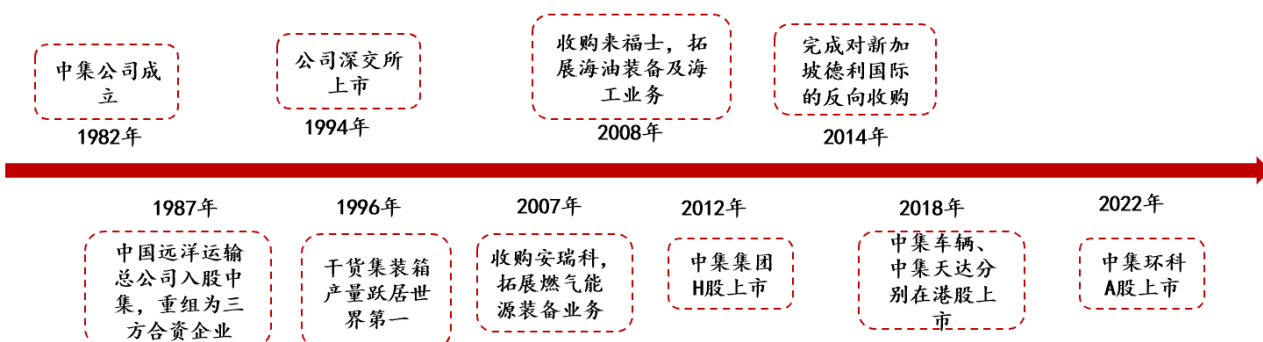 中集公司成
立
1982年
公司深交所
上市
1994年
收购来福士，拓
展海油装备及海
工业务
2008年
完成对新加
坡德利国际
的反向收购
2014年
1987年
中国远洋运输
总公司入股中
集，重组为三
方合资企业
1996年
干货集装箱
产量跃居世
界第一
2007年
收购安瑞科，
拓展燃气能
源装备业务
2012年
中集集团
H股上市
2018年
中集车辆、
中集天达分
别在港股上
市
2022年
中集环科
A股上市